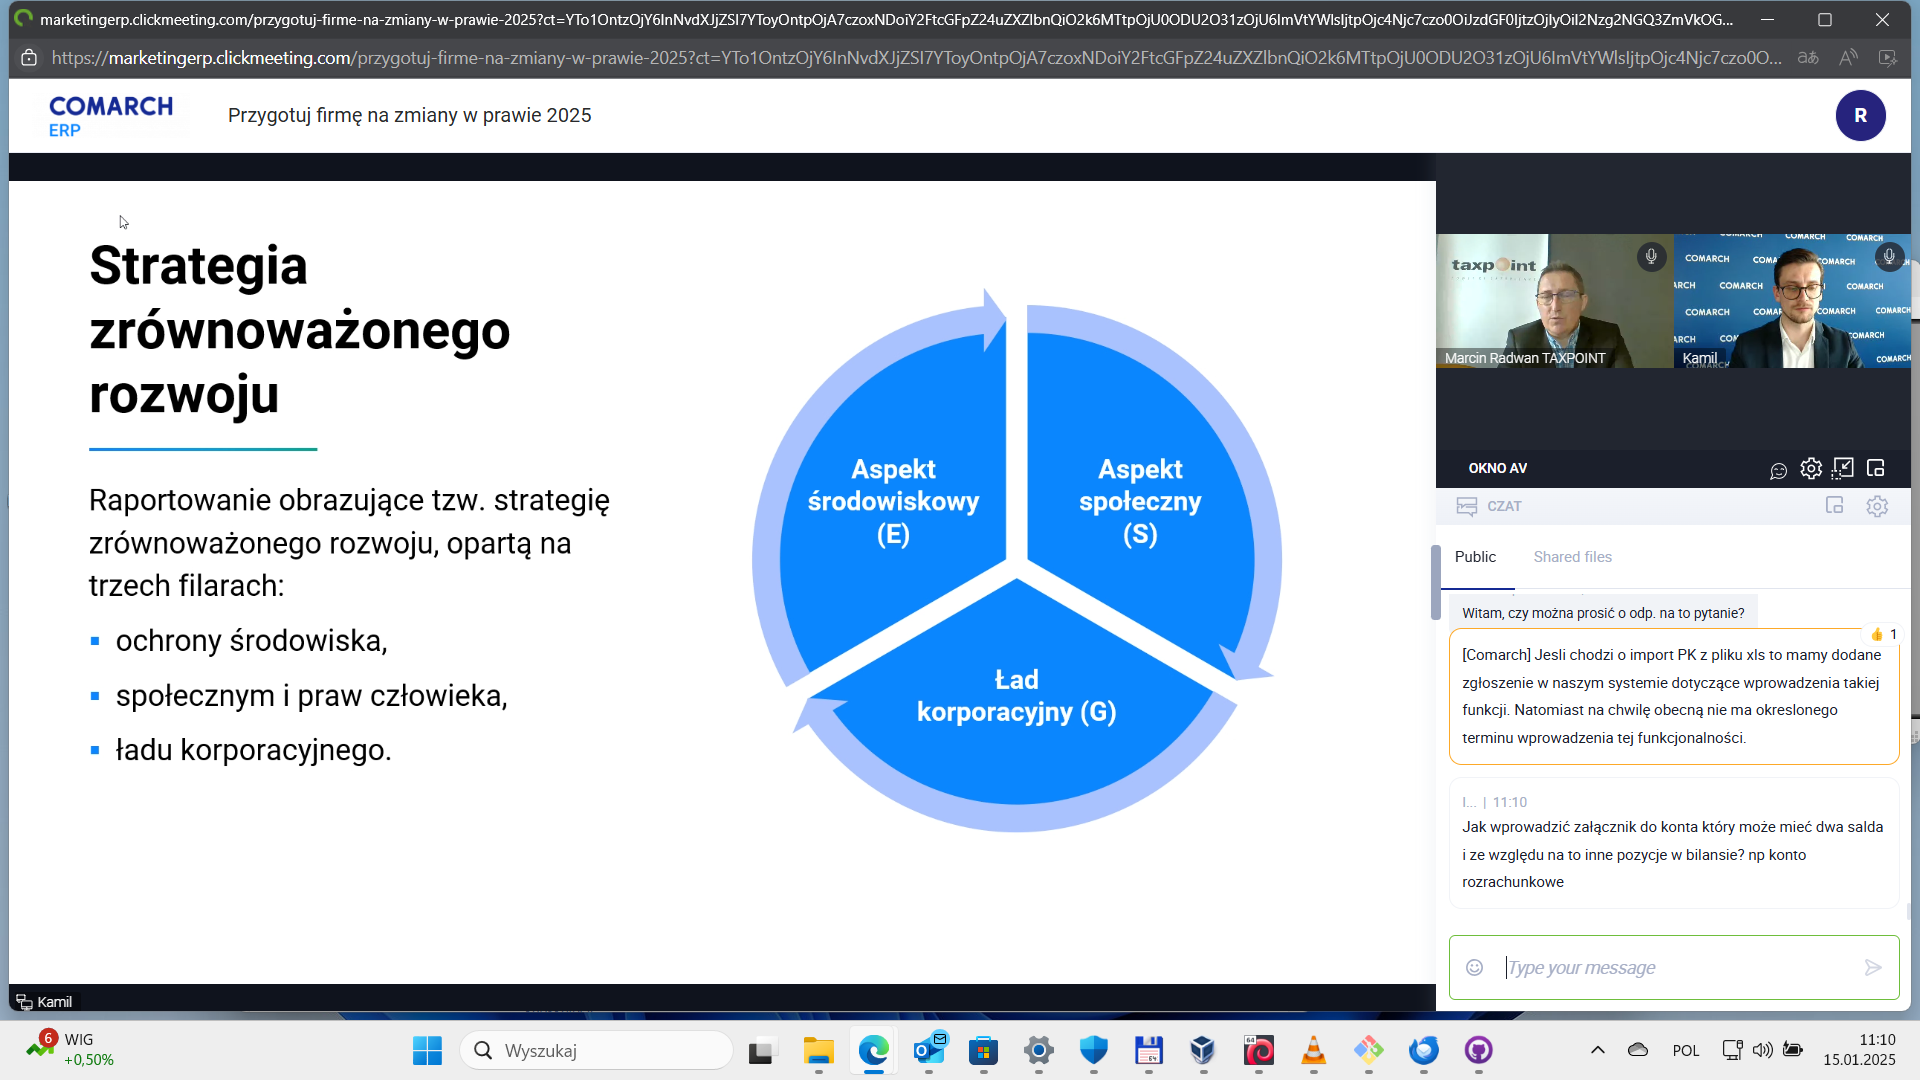 marketingerp.clickmeeting.com/przygotuj-firme-na-zmiany-w-prawie-2025?ct=
https://marketingerp.clickmeeting.com/przygotuj-firme-na-zmiany-w-prawie-2025?ct=
COMARCH
ERP
Przygotuj firmę na zmiany w prawie 2025
R
Strategia
zrównoważonego
rozwoju
Raportowanie obrazujące tzw. strategię
zrównoważonego rozwoju, opartą na
trzech filarach:
ochrony środowiska,
społecznym i praw człowieka,
ładu korporacyjnego.
Aspekt
środowiskowy
(E)
Aspekt
społeczny
(S)
Ład
korporacyjny (G)
taxpoint
Marcin Radwan TAXPOINT
COMARCH
Kamil
OKNO AV
CZAT
Public
Shared files
Witam, czy można prosić o odp. na to pytanie?
👍 1
[Comarch] Jesli chodzi o import PK z pliku xls to mamy dodane
zgłoszenie w naszym systemie dotyczące wprowadzenia takiej
funkcji. Natomiast na chwilę obecną nie ma okreslonego
terminu wprowadzenia tej funkcjonalności.
I... | 11:10
Jak wprowadzić załącznik do konta który może mieć dwa salda
i ze względu na to inne pozycje w bilansie? np konto
rozrachunkowe
Type your message
Kamil
6
WIG
+0,50%
Wyszukaj
64
POL
11:10
15.01.2025